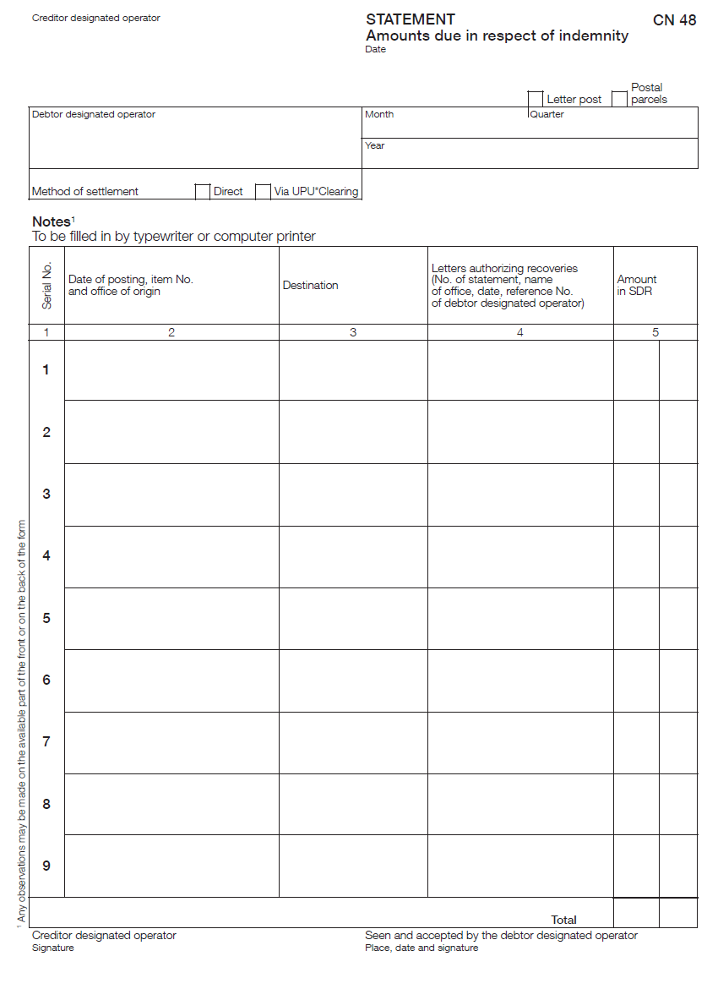 Creditor designated operator
STATEMENT
CN 48
Amounts due in respect of indemnity
Date
Letter post
Postal
parcels
Debtor designated operator
Month
Quarter
Year
Method of settlement
Direct
Via UPU*Clearing
Notes¹
To be filled in by typewriter or computer printer
Serial No.
Date of posting, item No.
and office of origin
Destination
Letters authorizing recoveries
(No. of statement, name
of office, date, reference No.
of debtor designated operator)
Amount
in SDR
1 2 3 4 5
1
2
3
4
5
6
7
8
9
Total
¹ Any observations may be made on the available part of the front or on the back of the form
Creditor designated operator
Signature
Seen and accepted by the debtor designated operator
Place, date and signature